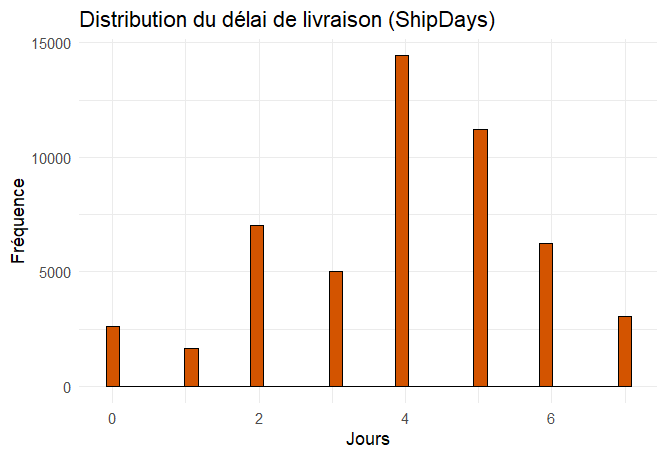 Distribution du délai de livraison (ShipDays)
15000
10000
5000
0
Fréquence
0 2 4 6
Jours